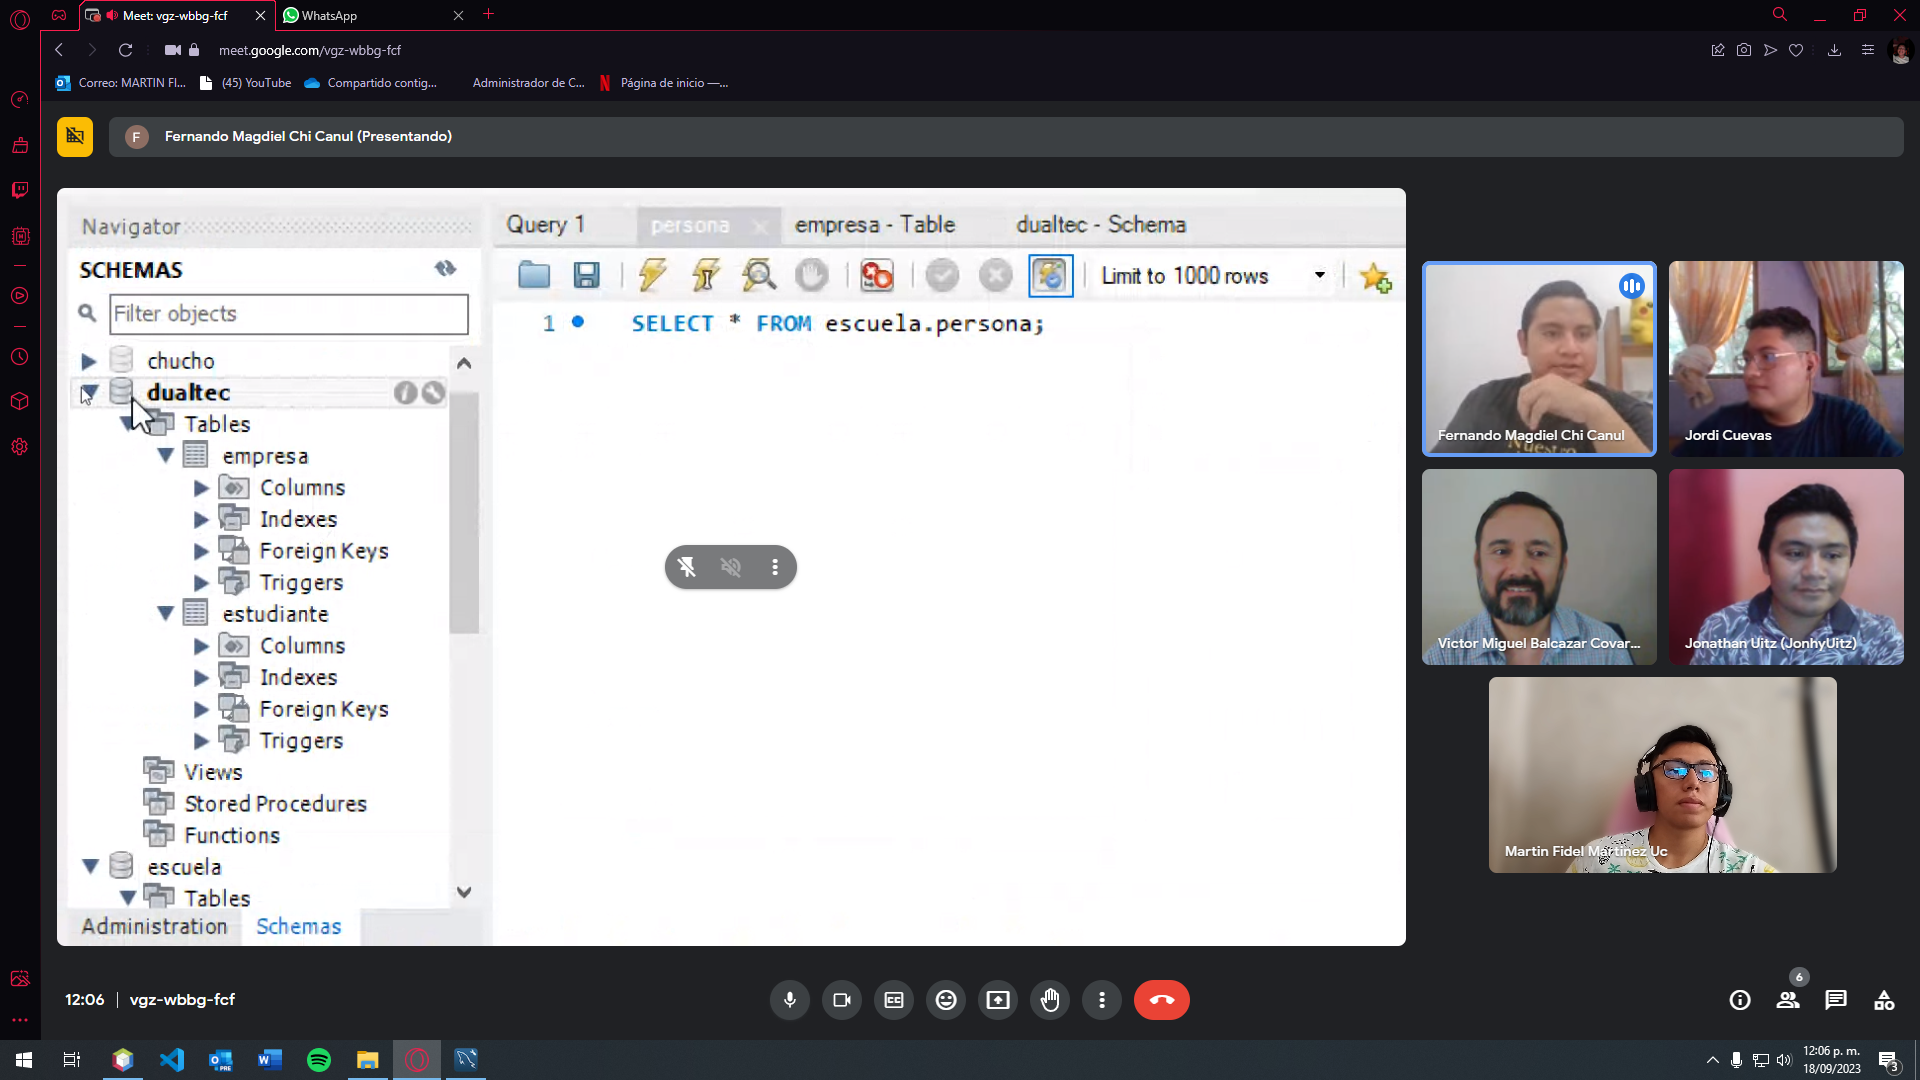 Meet: vgz-wbbg-fcf
WhatsApp
meet.google.com/vgz-wbbg-fcf
Correo: MARTIN FI...
(45) YouTube
Compartido contig...
Administrador de C...
Página de inicio —...
F
Fernando Magdiel Chi Canul (Presentando)
Navigator
SCHEMAS
Filter objects
chucho
dualtec
Tables
empresa
Columns
Indexes
Foreign Keys
Triggers
estudiante
Columns
Indexes
Foreign Keys
Triggers
Views
Stored Procedures
Functions
escuela
Tables
Administration
Schemas
Query 1
persona
empresa - Table
dualtec - Schema
Limit to 1000 rows
1
SELECT * FROM escuela.persona;
Fernando Magdiel Chi Canul
Jordi Cuevas
Victor Miguel Balcazar Covar...
Jonathan Uitz (JonhyUitz)
Martin Fidel Martinez Uc
12:06
vgz-wbbg-fcf
6
12:06 p. m.
18/09/2023
3